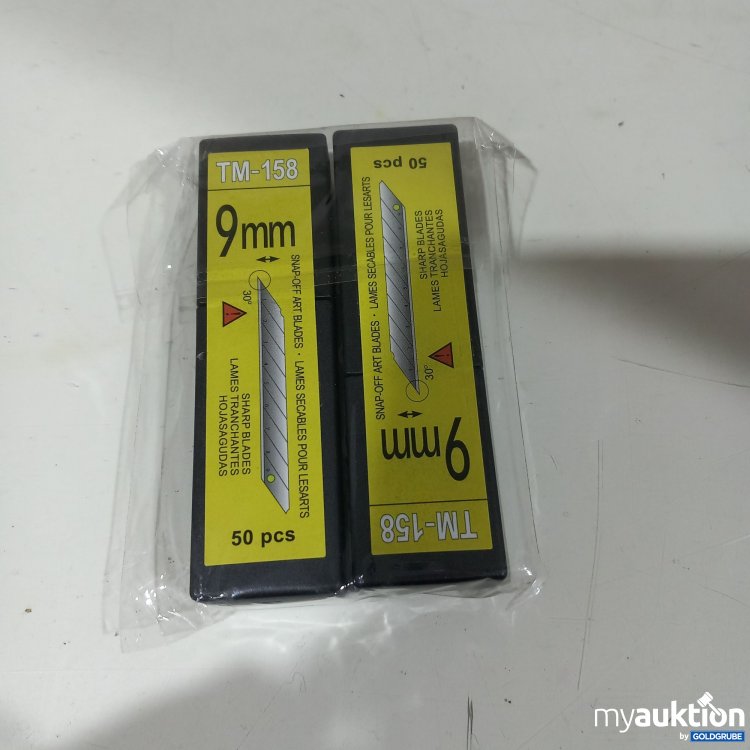 TM-158
9mm
30°
SNAP-OFF ART BLADES · LAMES SECABLES POUR LESARTS
SHARP BLADES
LAMES TRANCHANTES
HOJASAGUDAS
50 pcs
TM-158
9mm
30°
SNAP-OFF ART BLADES · LAMES SECABLES POUR LESARTS
SHARP BLADES
LAMES TRANCHANTES
HOJASAGUDAS
50 pcs
myauktion
by GOLDGRUBE